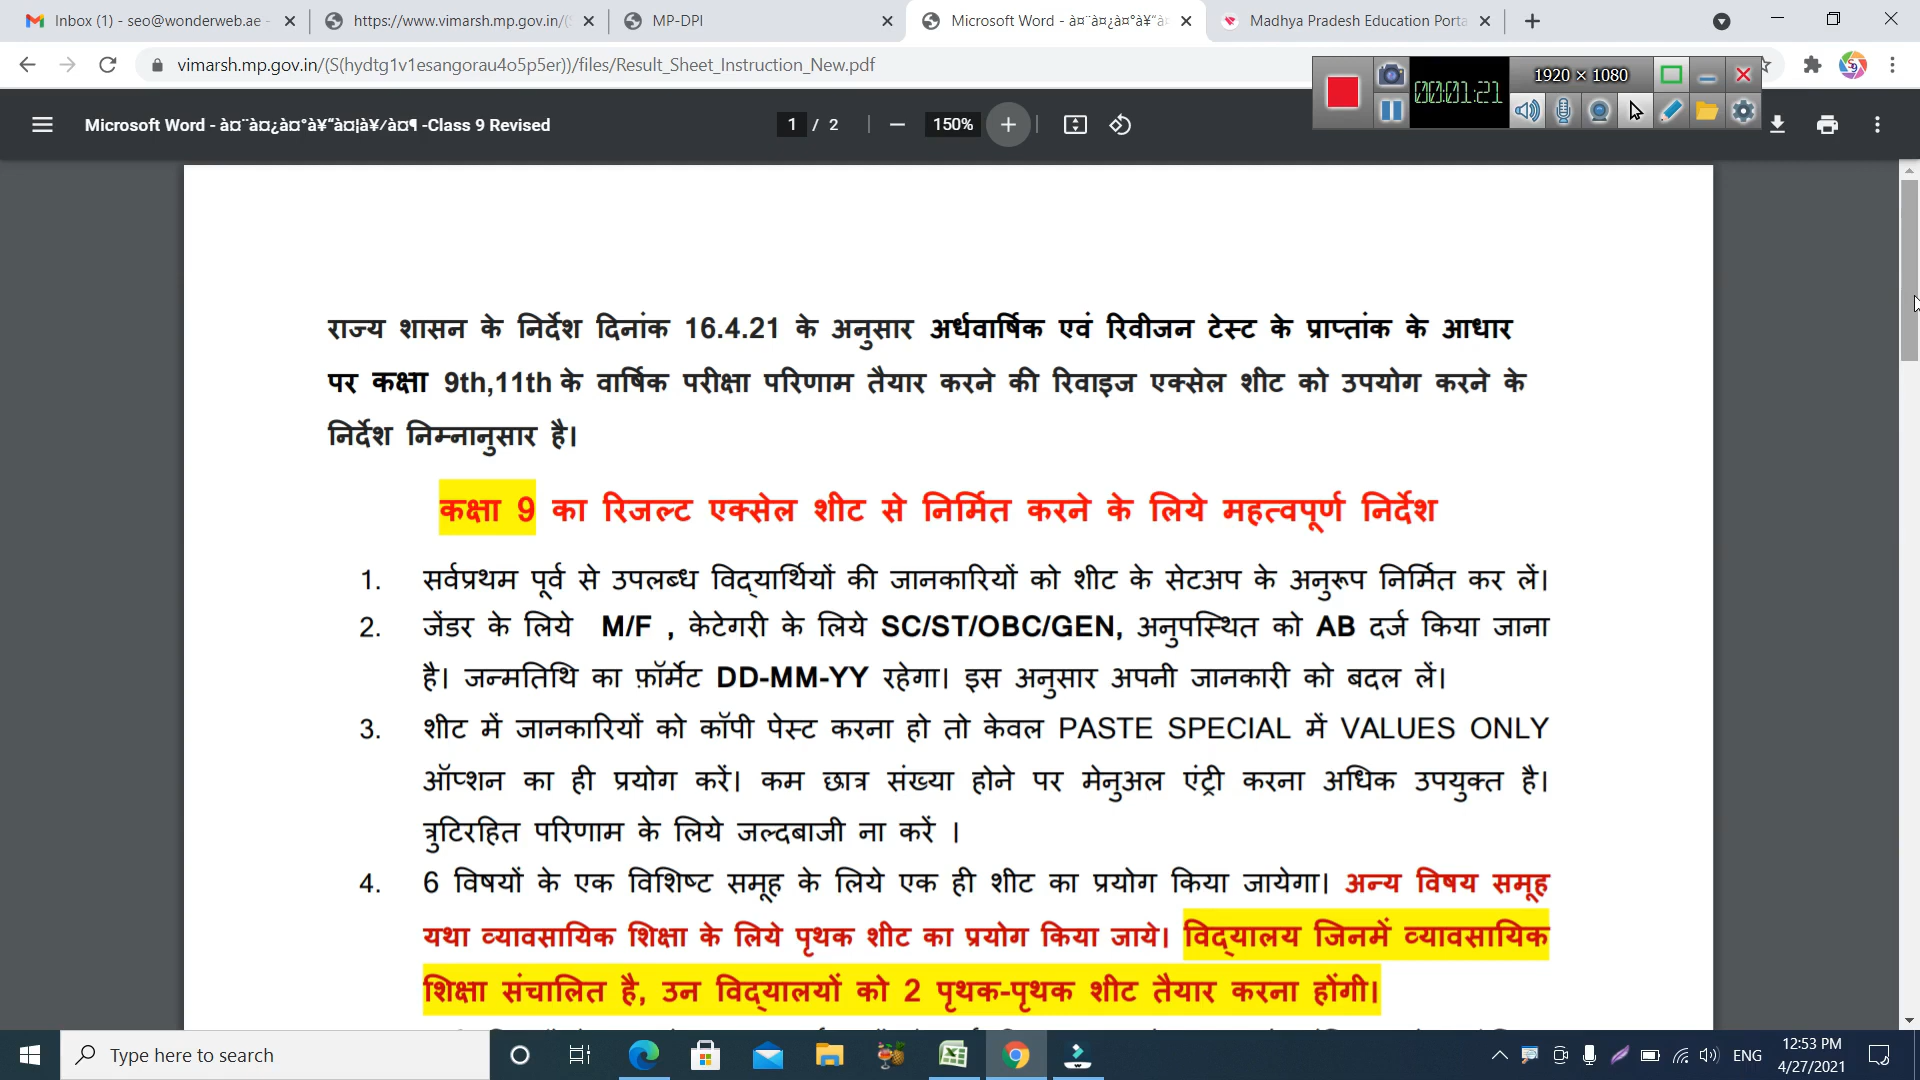 Inbox (1) - seo@wonderweb.ae -
https://www.vimarsh.mp.gov.in/(S
MP-DPI
Microsoft Word - à¤¨à¤¿à¤°à¥“à¤
Madhya Pradesh Education Porta
vimarsh.mp.gov.in/(S(hydtg1v1esangorau4o5p5er))/files/Result_Sheet_Instruction_New.pdf
1920 × 1080
00:01:21
Microsoft Word - à¤¨à¤¿à¤°à¥“à¤¦à¥⁄à¤¶ -Class 9 Revised
1 / 2
150%
राज्य शासन के निर्देश दिनांक 16.4.21 के अनुसार अर्धवार्षिक एवं रिवीजन टेस्ट के प्राप्तांक के आधार
पर कक्षा 9th,11th के वार्षिक परीक्षा परिणाम तैयार करने की रिवाइज एक्सेल शीट को उपयोग करने के
निर्देश निम्नानुसार है।
कक्षा 9 का रिजल्ट एक्सेल शीट से निर्मित करने के लिये महत्वपूर्ण निर्देश
1. सर्वप्रथम पूर्व से उपलब्ध विद्यार्थियों की जानकारियों को शीट के सेटअप के अनुरूप निर्मित कर लें।
2. जेंडर के लिये M/F , केटेगरी के लिये SC/ST/OBC/GEN, अनुपस्थित को AB दर्ज किया जाना
है। जन्मतिथि का फ़ॉर्मेट DD-MM-YY रहेगा। इस अनुसार अपनी जानकारी को बदल लें।
3. शीट में जानकारियों को कॉपी पेस्ट करना हो तो केवल PASTE SPECIAL में VALUES ONLY
ऑप्शन का ही प्रयोग करें। कम छात्र संख्या होने पर मेनुअल एंट्री करना अधिक उपयुक्त है।
त्रुटिरहित परिणाम के लिये जल्दबाजी ना करें ।
4. 6 विषयों के एक विशिष्ट समूह के लिये एक ही शीट का प्रयोग किया जायेगा। अन्य विषय समूह
यथा व्यावसायिक शिक्षा के लिये पृथक शीट का प्रयोग किया जाये। विद्यालय जिनमें व्यावसायिक
शिक्षा संचालित है, उन विद्यालयों को 2 पृथक-पृथक शीट तैयार करना होंगी।
Type here to search
ENG
12:53 PM
4/27/2021